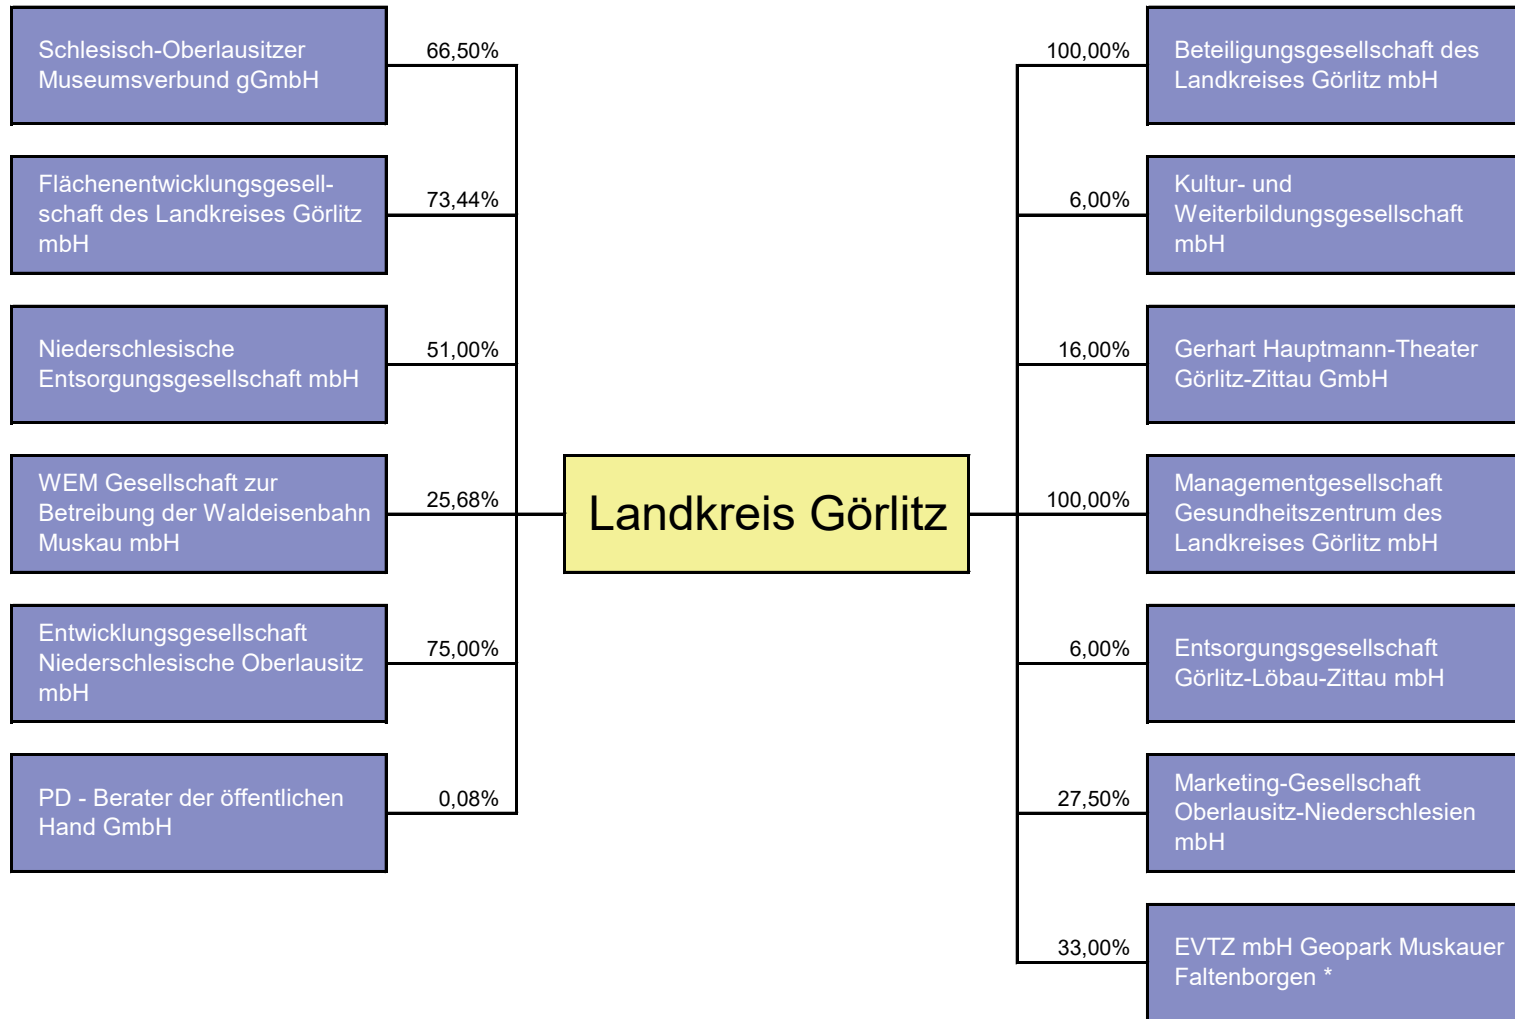 Schlesisch-Oberlausitzer
Museumsverbund gGmbH
66,50%
Flächenentwicklungsgesell-
schaft des Landkreises Görlitz
mbH
73,44%
Niederschlesische
Entsorgungsgesellschaft mbH
51,00%
WEM Gesellschaft zur
Betreibung der Waldeisenbahn
Muskau mbH
25,68%
Entwicklungsgesellschaft
Niederschlesische Oberlausitz
mbH
75,00%
PD - Berater der öffentlichen
Hand GmbH
0,08%
Landkreis Görlitz
100,00%
Beteiligungsgesellschaft des
Landkreises Görlitz mbH
6,00%
Kultur- und
Weiterbildungsgesellschaft
mbH
16,00%
Gerhart Hauptmann-Theater
Görlitz-Zittau GmbH
100,00%
Managementgesellschaft
Gesundheitszentrum des
Landkreises Görlitz mbH
6,00%
Entsorgungsgesellschaft
Görlitz-Löbau-Zittau mbH
27,50%
Marketing-Gesellschaft
Oberlausitz-Niederschlesien
mbH
33,00%
EVTZ mbH Geopark Muskauer
Faltenborgen *